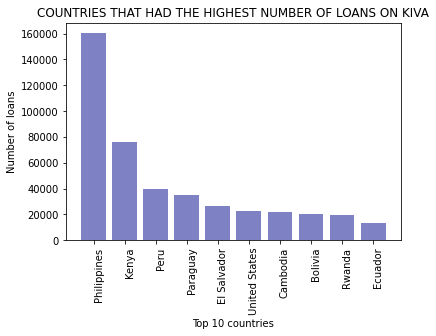 COUNTRIES THAT HAD THE HIGHEST NUMBER OF LOANS ON KIVA
Number of loans
160000
140000
120000
100000
80000
60000
40000
20000
0
Philippines
Kenya
Peru
Paraguay
El Salvador
United States
Cambodia
Bolivia
Rwanda
Ecuador
Top 10 countries